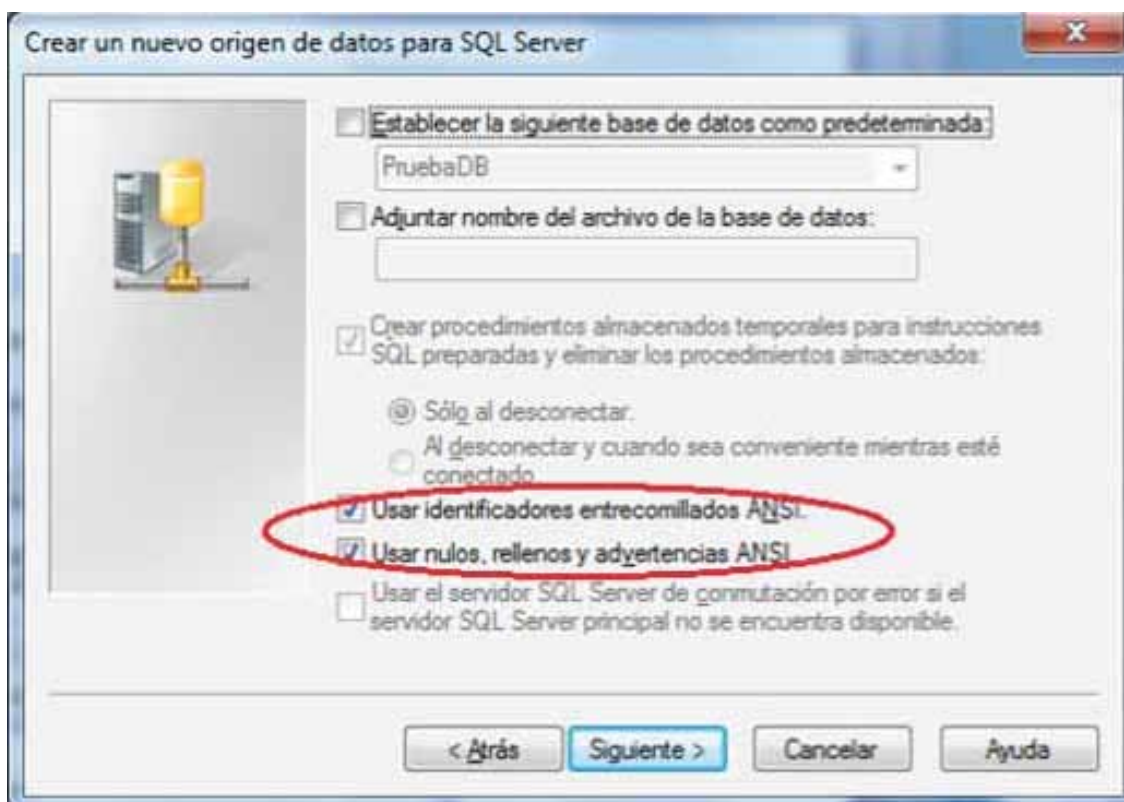 Crear un nuevo origen de datos para SQL Server
Establecer la siguiente base de datos como predeterminada:
PruebaDB
Adjuntar nombre del archivo de la base de datos:
Crear procedimientos almacenados temporales para instrucciones
SQL preparadas y eliminar los procedimientos almacenados:
Sólo al desconectar.
Al desconectar y cuando sea conveniente mientras esté
conectado
Usar identificadores entrecomillados ANSI.
Usar nulos, rellenos y advertencias ANSI
Usar el servidor SQL Server de conmutación por error si el
servidor SQL Server principal no se encuentra disponible.
< Atrás
Siguiente >
Cancelar
Ayuda